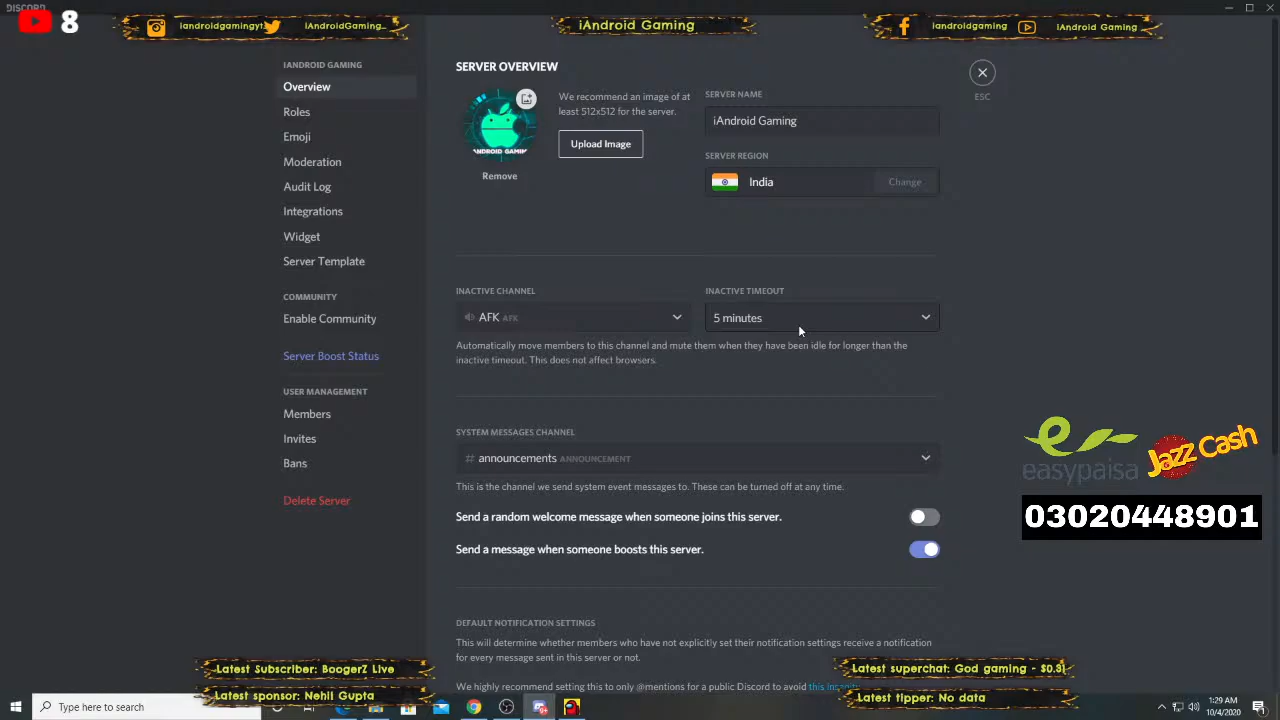 DISCORD
8
iandroidgamingyt
iAndroidGaming_
iAndroid Gaming
iandroidgaming
iAndroid Gaming
IANDROID GAMING
Overview
Roles
Emoji
Moderation
Audit Log
Integrations
Widget
Server Template
COMMUNITY
Enable Community
Server Boost Status
USER MANAGEMENT
Members
Invites
Bans
Delete Server
SERVER OVERVIEW
ANDROID GAMIN
Remove
We recommend an image of at
least 512x512 for the server.
Upload Image
SERVER NAME
iAndroid Gaming
SERVER REGION
India
Change
ESC
INACTIVE CHANNEL
AFK AFK
INACTIVE TIMEOUT
5 minutes
Automatically move members to this channel and mute them when they have been idle for longer than the
inactive timeout. This does not affect browsers.
SYSTEM MESSAGES CHANNEL
# announcements ANNOUNCEMENT
This is the channel we send system event messages to. These can be turned off at any time.
Send a random welcome message when someone joins this server.
Send a message when someone boosts this server.
DEFAULT NOTIFICATION SETTINGS
This will determine whether members who have not explicitly set their notification settings receive a notification
for every message sent in this server or not.
We highly recommend setting this to only @mentions for a public Discord to avoid this
easypaisa
JazzCash
03020448901
Latest Subscriber: BoogerZ Live
Latest sponsor: Nehil Gupta
Latest superchat: God gaming - $0.3
Latest tipper: No data
Type here to search
1:29 AM
10/4/2020